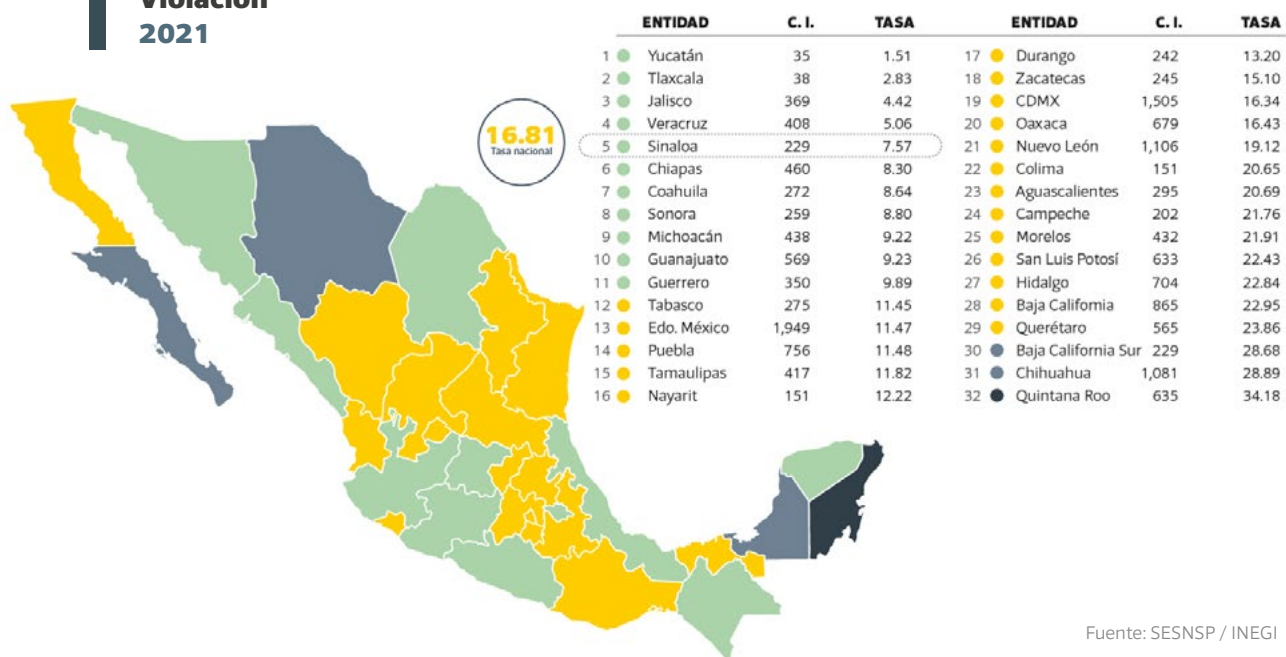 Violación
2021
16.81
Tasa nacional
ENTIDAD C. I. TASA
1 Yucatán 35 1.51
2 Tlaxcala 38 2.83
3 Jalisco 369 4.42
4 Veracruz 408 5.06
5 Sinaloa 229 7.57
6 Chiapas 460 8.30
7 Coahuila 272 8.64
8 Sonora 259 8.80
9 Michoacán 438 9.22
10 Guanajuato 569 9.23
11 Guerrero 350 9.89
12 Tabasco 275 11.45
13 Edo. México 1,949 11.47
14 Puebla 756 11.48
15 Tamaulipas 417 11.82
16 Nayarit 151 12.22
ENTIDAD C. I. TASA
17 Durango 242 13.20
18 Zacatecas 245 15.10
19 CDMX 1,505 16.34
20 Oaxaca 679 16.43
21 Nuevo León 1,106 19.12
22 Colima 151 20.65
23 Aguascalientes 295 20.69
24 Campeche 202 21.76
25 Morelos 432 21.91
26 San Luis Potosí 633 22.43
27 Hidalgo 704 22.84
28 Baja California 865 22.95
29 Querétaro 565 23.86
30 Baja California Sur 229 28.68
31 Chihuahua 1,081 28.89
32 Quintana Roo 635 34.18
Fuente: SESNSP / INEGI